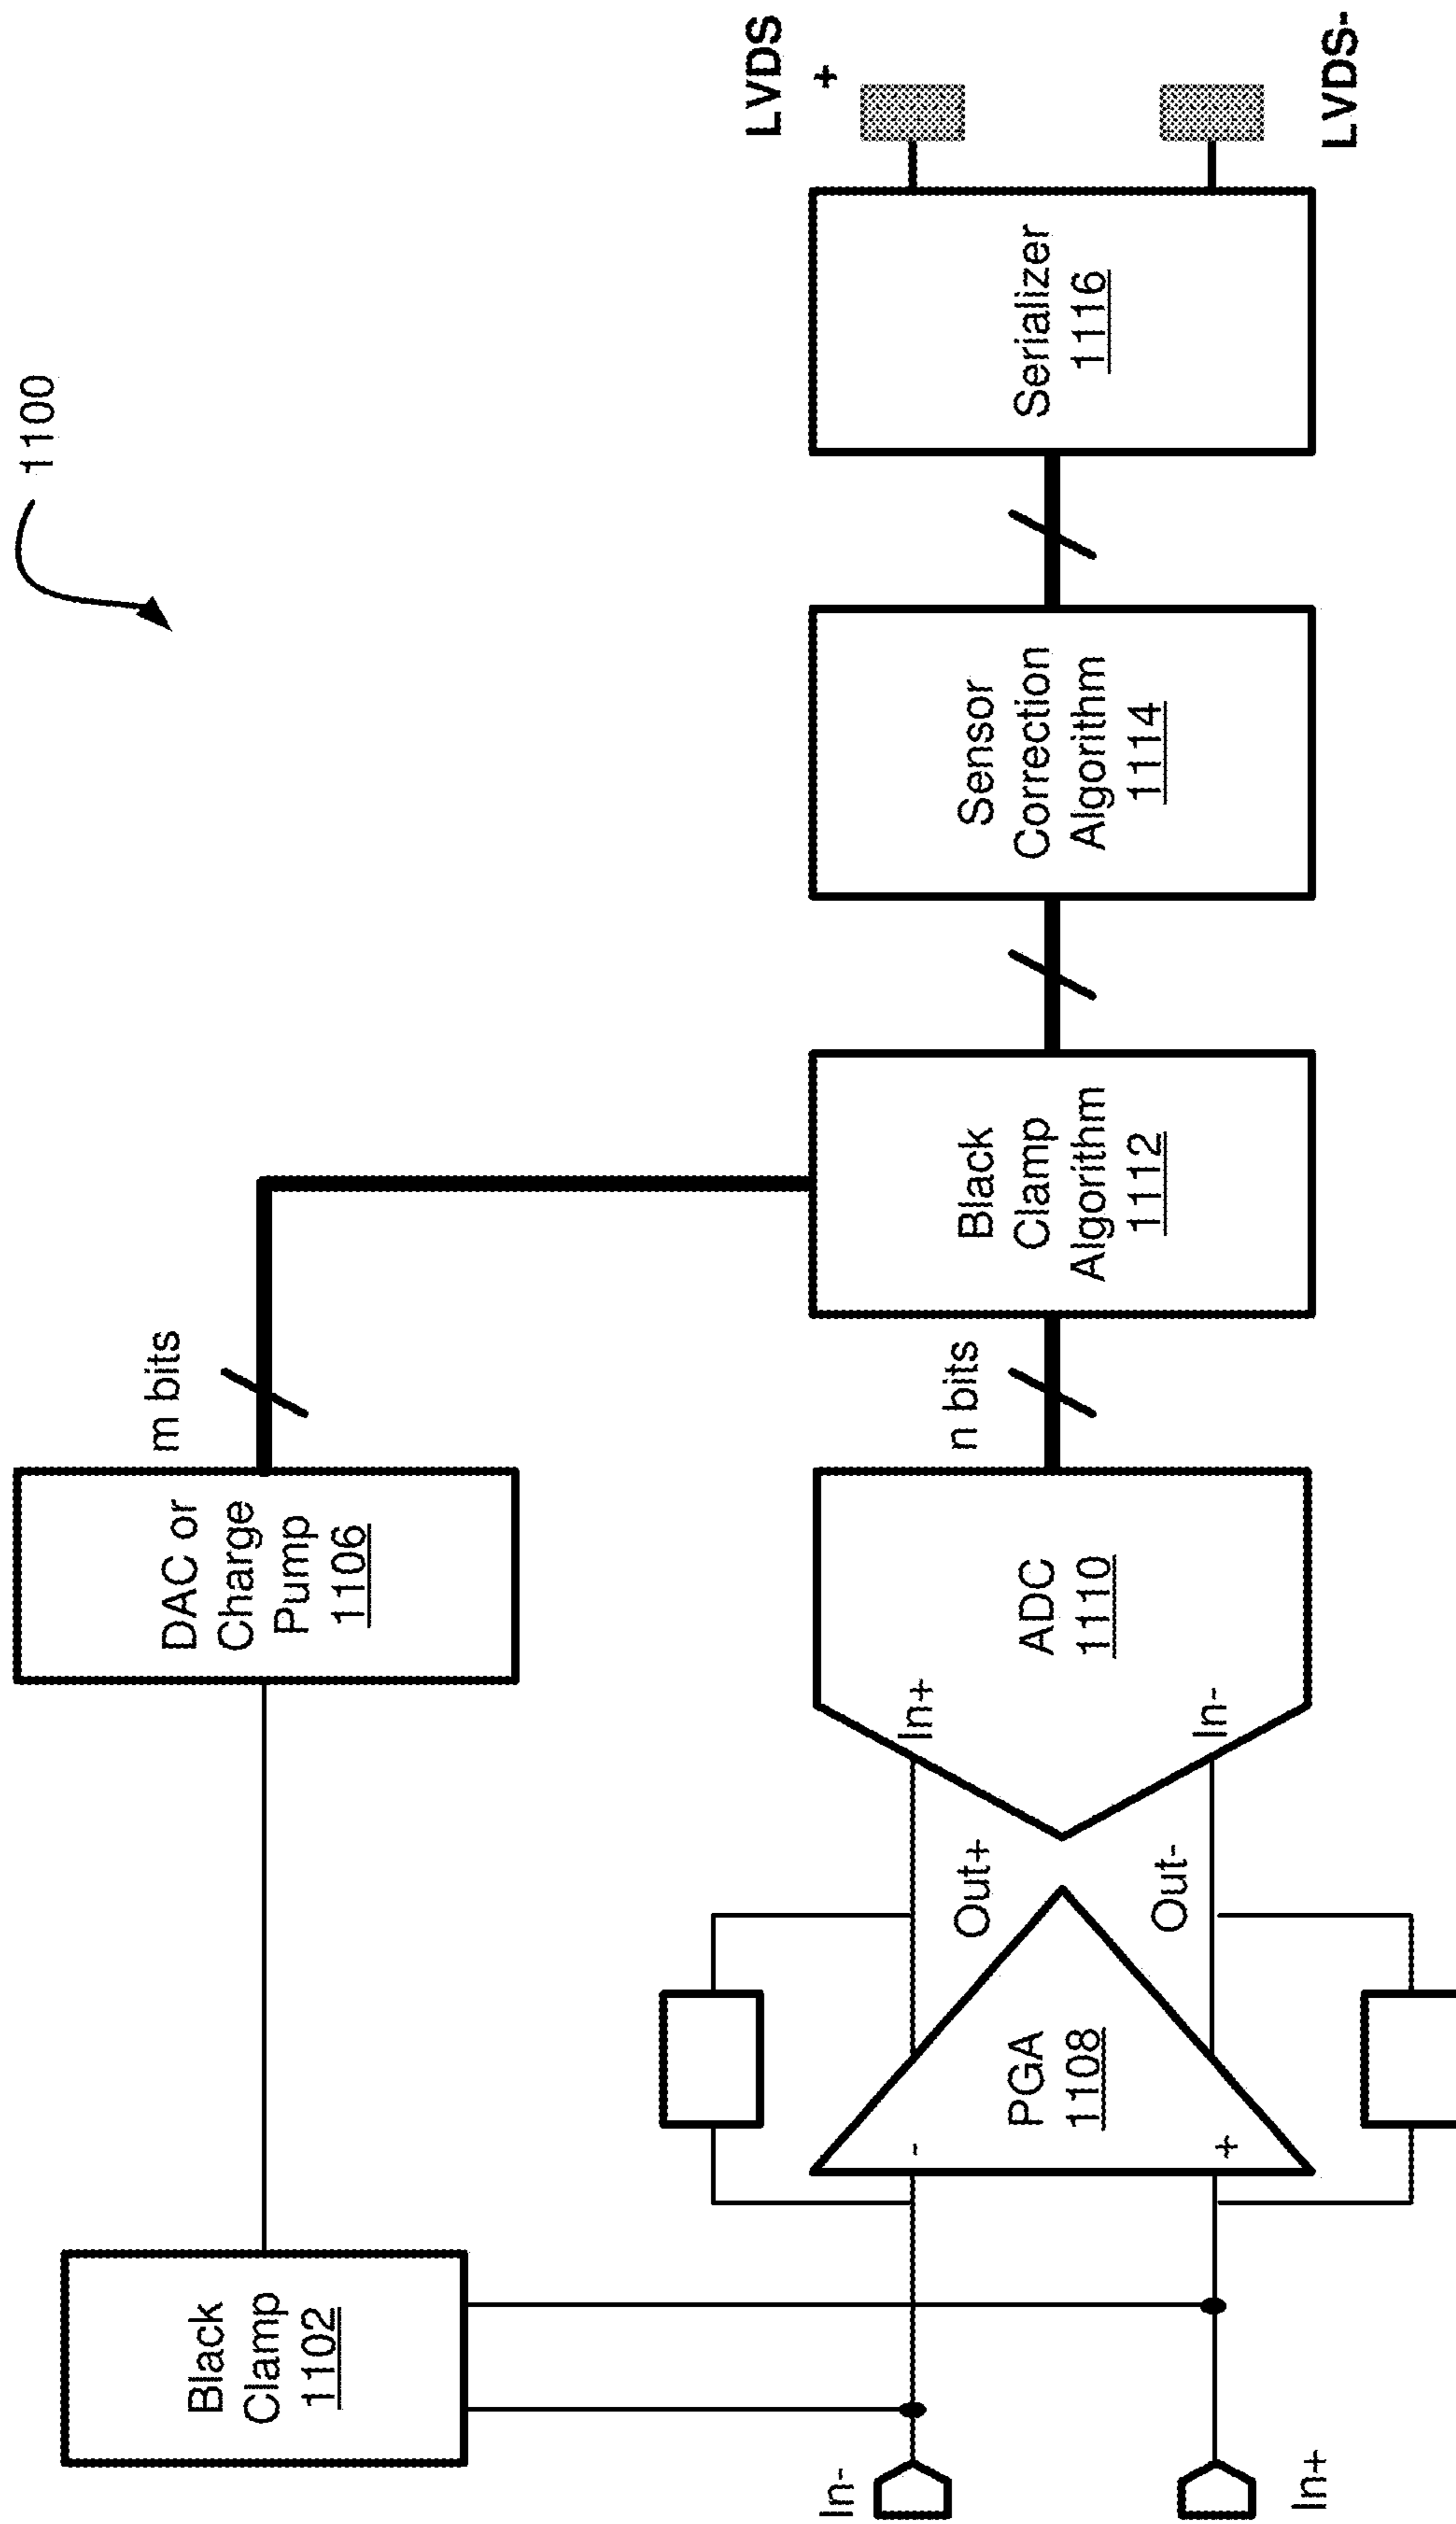 1100
Black
Clamp
1102
DAC or
Charge
Pump
1106
m bits
In-
In+
-
+
PGA
1108
Out+
Out-
In+
In-
ADC
1110
n bits
Black
Clamp
Algorithm
1112
Sensor
Correction
Algorithm
1114
Serializer
1116
LVDS
+
LVDS-